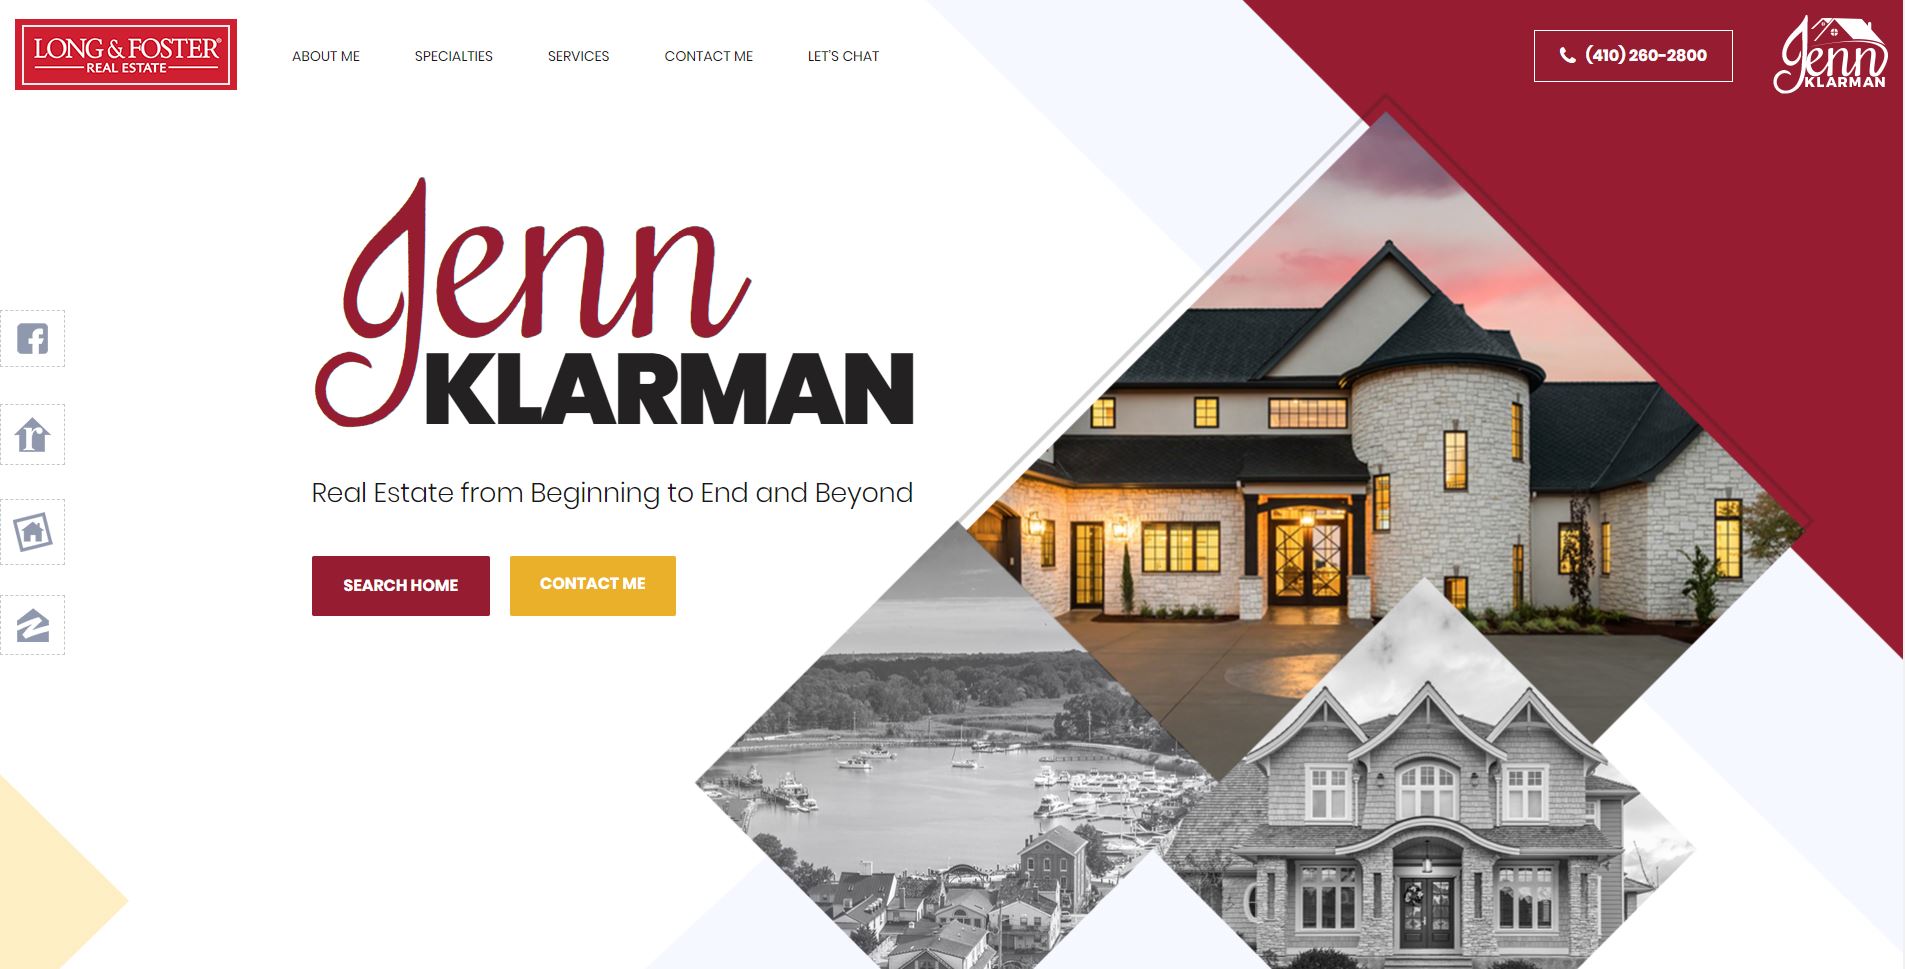 LONG & FOSTER®
REAL ESTATE
ABOUT ME
SPECIALTIES
SERVICES
CONTACT ME
LET'S CHAT
(410) 260-2800
Jenn
KLARMAN
Jenn
KLARMAN
Real Estate from Beginning to End and Beyond
SEARCH HOME
CONTACT ME